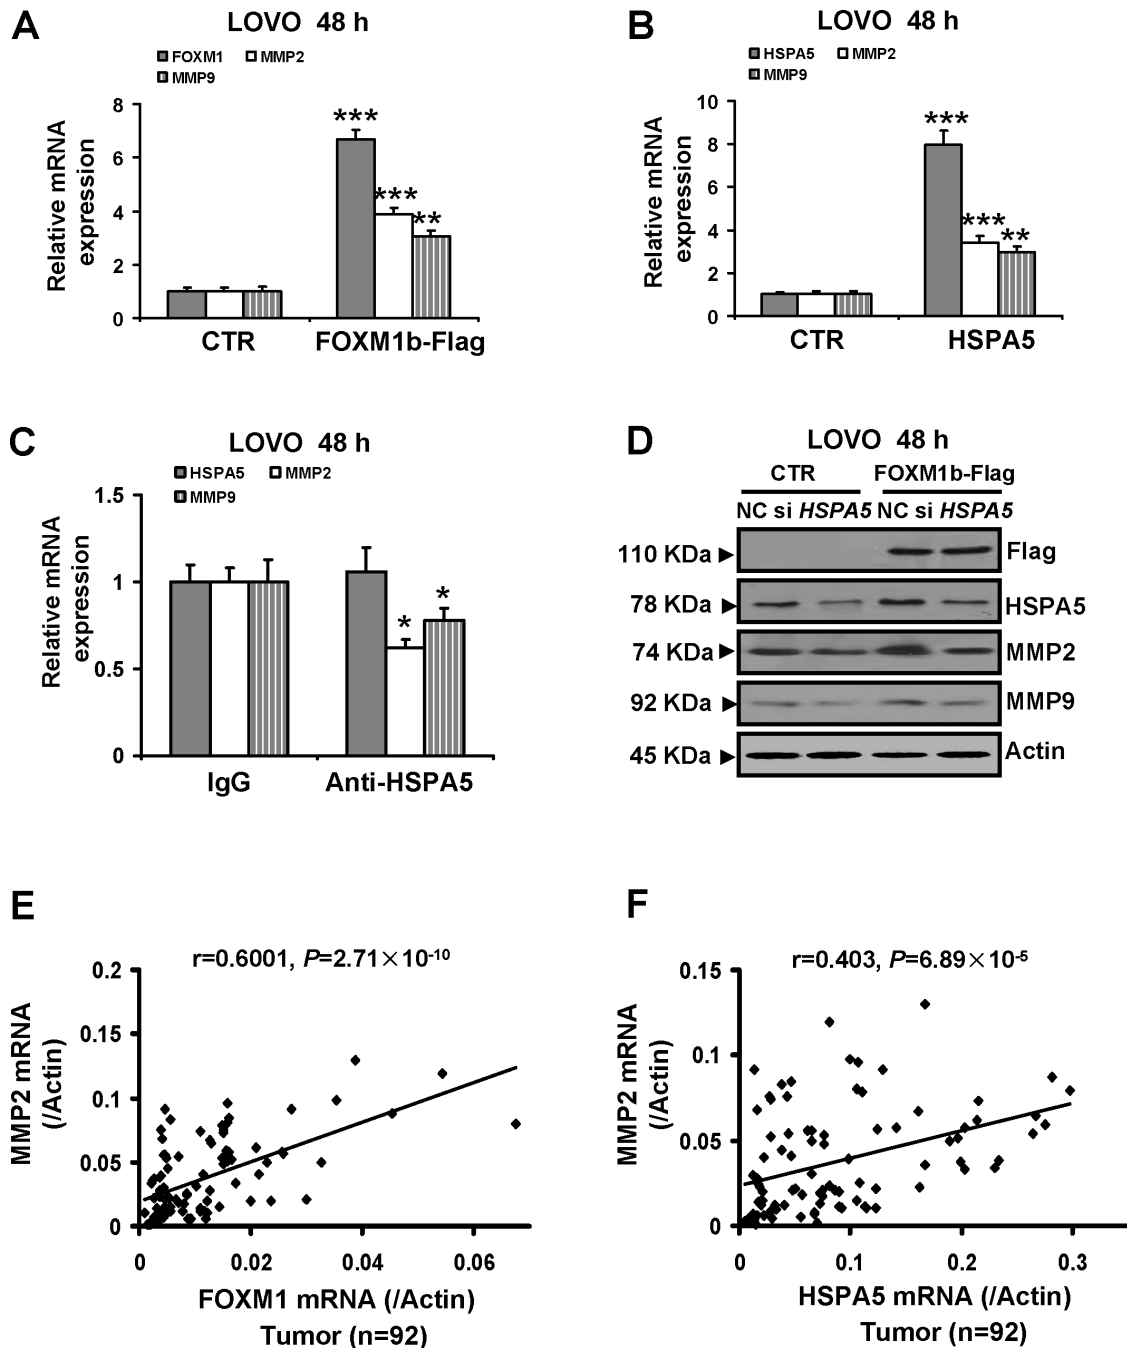 A
LOVO 48 h
FOXM1 MMP2
MMP9
Relative mRNA
expression
8
6
4
2
0
***
***
**
CTR FOXM1b-Flag
B
LOVO 48 h
HSPA5 MMP2
MMP9
Relative mRNA
expression
10
8
6
4
2
0
***
***
**
CTR HSPA5
C
LOVO 48 h
HSPA5 MMP2
MMP9
Relative mRNA
expression
1.5
1
0.5
0
*
*
IgG Anti-HSPA5
D
LOVO 48 h
CTR FOXM1b-Flag
NC si HSPA5 NC si HSPA5
110 KDa Flag
78 KDa HSPA5
74 KDa MMP2
92 KDa MMP9
45 KDa Actin
E
r=0.6001, P=2.71×10-10
MMP2 mRNA
(/Actin)
0.2
0.15
0.1
0.05
0
0 0.02 0.04 0.06
FOXM1 mRNA (/Actin)
Tumor (n=92)
F
r=0.403, P=6.89×10-5
MMP2 mRNA
(/Actin)
0.15
0.1
0.05
0
0 0.1 0.2 0.3
HSPA5 mRNA (/Actin)
Tumor (n=92)